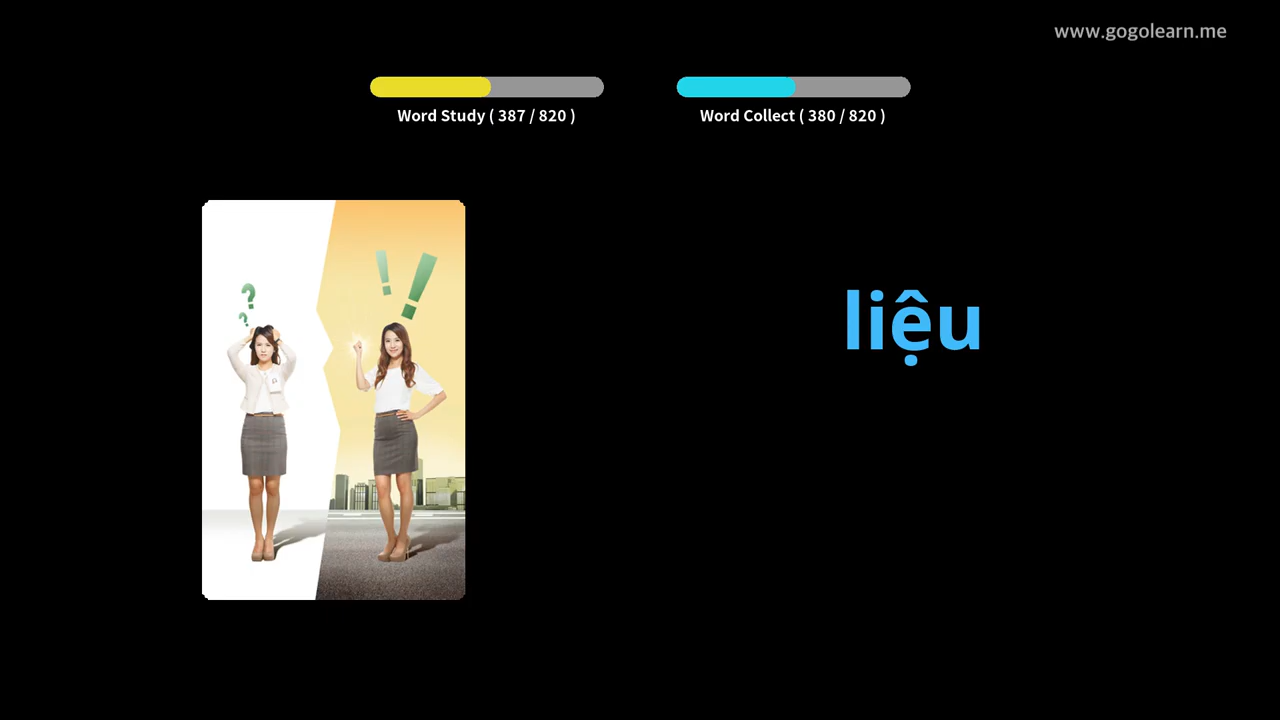 www.gogolearn.me
Word Study ( 387 / 820 )
Word Collect ( 380 / 820 )
? ?
! !
liệu